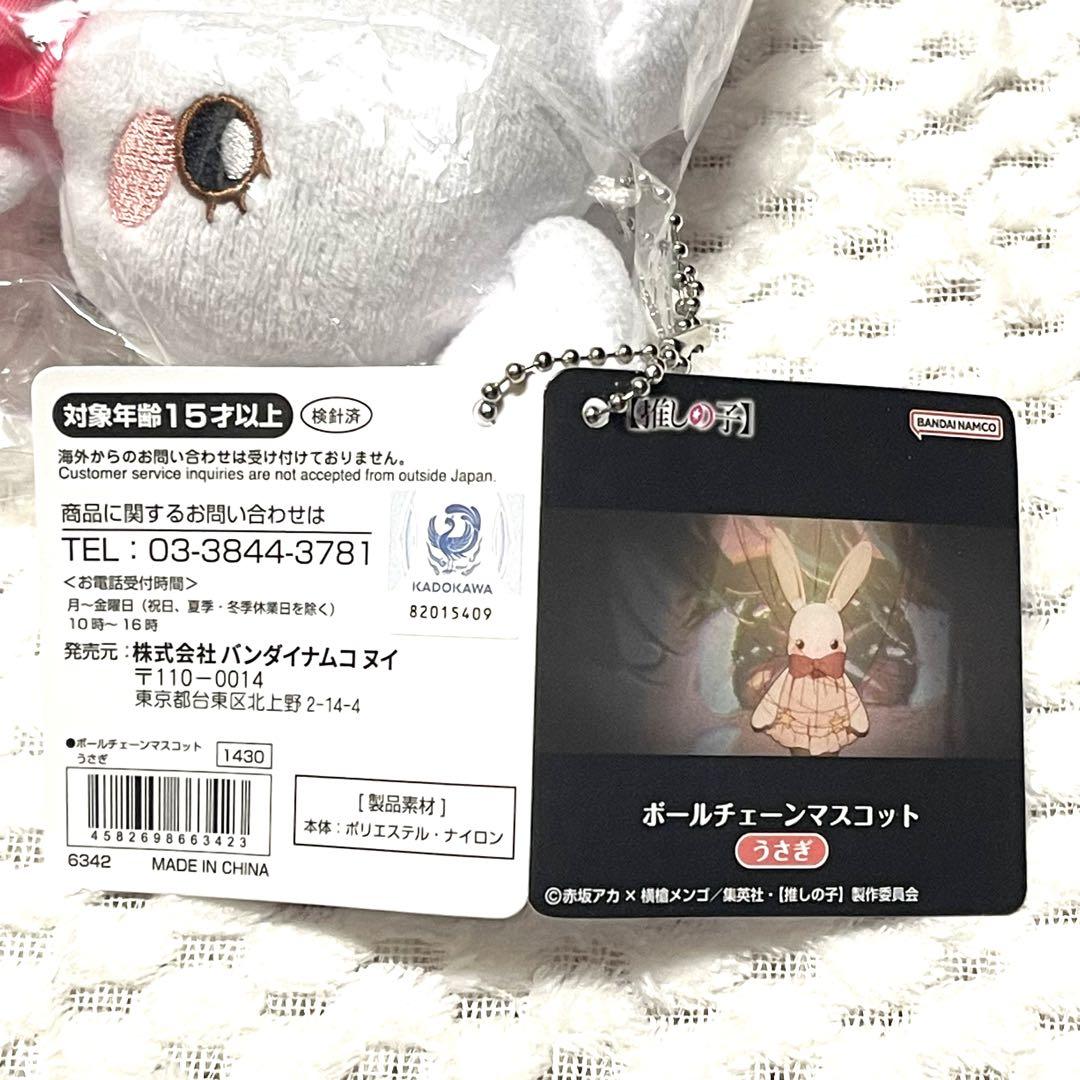 対象年齢15才以上
検針済
海外からのお問い合わせは受け付けておりません。
Customer service inquiries are not accepted from outside Japan.
商品に関するお問い合わせは
TEL：03-3844-3781
＜お電話受付時間＞
月～金曜日（祝日、夏季・冬季休業日を除く）
10時～16時
KADOKAWA
82015409
発売元：株式会社 バンダイナムコ ヌイ
〒110-0014
東京都台東区北上野 2-14-4
●ボールチェーンマスコット
うさぎ
1430
4582698663423
6342
MADE IN CHINA
［製品素材］
本体：ポリエステル・ナイロン
【推しの子】
BANDAI NAMCO
ボールチェーンマスコット
うさぎ
©赤坂アカ×横槍メンゴ／集英社・【推しの子】製作委員会